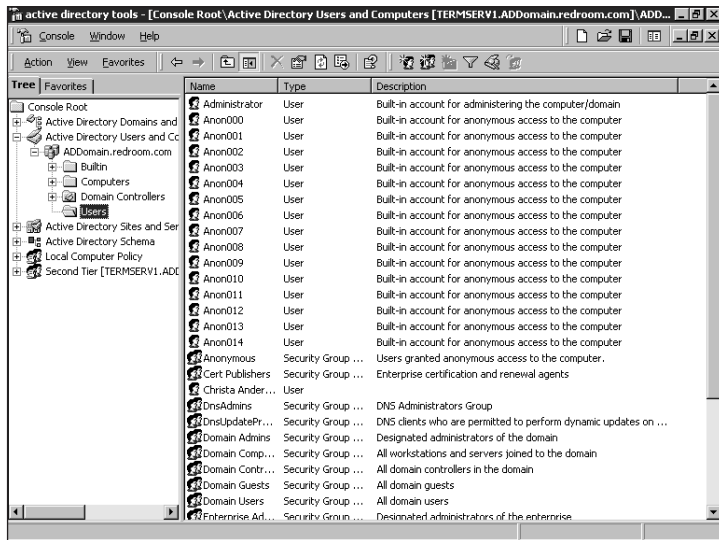 active directory tools - [Console Root\Active Directory Users and Computers [TERMSERV1.ADDomain.redroom.com]\ADD...
Console Window Help
Action View Favorites
Tree Favorites
Console Root
Active Directory Domains and
Active Directory Users and Cc
ADDomain.redroom.com
Builtin
Computers
Domain Controllers
Users
Active Directory Sites and Ser
Active Directory Schema
Local Computer Policy
Second Tier [TERMSERV1.ADD
Name Type Description
Administrator User Built-in account for administering the computer/domain
Anon000 User Built-in account for anonymous access to the computer
Anon001 User Built-in account for anonymous access to the computer
Anon002 User Built-in account for anonymous access to the computer
Anon003 User Built-in account for anonymous access to the computer
Anon004 User Built-in account for anonymous access to the computer
Anon005 User Built-in account for anonymous access to the computer
Anon006 User Built-in account for anonymous access to the computer
Anon007 User Built-in account for anonymous access to the computer
Anon008 User Built-in account for anonymous access to the computer
Anon009 User Built-in account for anonymous access to the computer
Anon010 User Built-in account for anonymous access to the computer
Anon011 User Built-in account for anonymous access to the computer
Anon012 User Built-in account for anonymous access to the computer
Anon013 User Built-in account for anonymous access to the computer
Anon014 User Built-in account for anonymous access to the computer
Anonymous Security Group ... Users granted anonymous access to the computer.
Cert Publishers Security Group ... Enterprise certification and renewal agents
Christa Ander... User
DnsAdmins Security Group ... DNS Administrators Group
DnsUpdatePr... Security Group ... DNS clients who are permitted to perform dynamic updates on ...
Domain Admins Security Group ... Designated administrators of the domain
Domain Comp... Security Group ... All workstations and servers joined to the domain
Domain Contr... Security Group ... All domain controllers in the domain
Domain Guests Security Group ... All domain guests
Domain Users Security Group ... All domain users
Enterprise Ad... Security Group ... Designated administrators of the enterprise